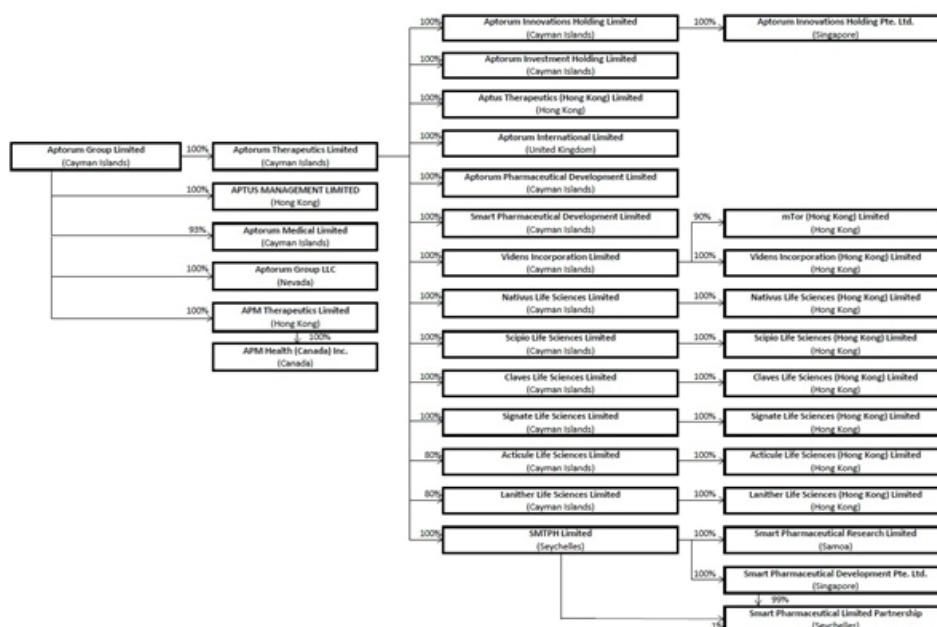 100%
Aptorum Innovations Holding Limited
(Cayman Islands)
100%
Aptorum Innovations Holding Pte. Ltd.
(Singapore)
100%
Aptorum Investment Holding Limited
(Cayman Islands)
100%
Aptus Therapeutics (Hong Kong) Limited
(Hong Kong)
Aptorum Group Limited
(Cayman Islands)
100%
Aptorum Therapeutics Limited
(Cayman Islands)
100%
Aptorum International Limited
(United Kingdom)
100%
APTUS MANAGEMENT LIMITED
(Hong Kong)
100%
Aptorum Pharmaceutical Development Limited
(Cayman Islands)
93%
Aptorum Medical Limited
(Cayman Islands)
100%
Smart Pharmaceutical Development Limited
(Cayman Islands)
90%
mTor (Hong Kong) Limited
(Hong Kong)
100%
Aptorum Group LLC
(Nevada)
100%
Videns Incorporation Limited
(Cayman Islands)
100%
Videns Incorporation (Hong Kong) Limited
(Hong Kong)
100%
APM Therapeutics Limited
(Hong Kong)
100%
Nativus Life Sciences Limited
(Cayman Islands)
100%
Nativus Life Sciences (Hong Kong) Limited
(Hong Kong)
100%
APM Health (Canada) Inc.
(Canada)
100%
Scipio Life Sciences Limited
(Cayman Islands)
100%
Scipio Life Sciences (Hong Kong) Limited
(Hong Kong)
100%
Claves Life Sciences Limited
(Cayman Islands)
100%
Claves Life Sciences (Hong Kong) Limited
(Hong Kong)
100%
Signate Life Sciences Limited
(Cayman Islands)
100%
Signate Life Sciences (Hong Kong) Limited
(Hong Kong)
80%
Acticule Life Sciences Limited
(Cayman Islands)
100%
Acticule Life Sciences (Hong Kong) Limited
(Hong Kong)
80%
Lanither Life Sciences Limited
(Cayman Islands)
100%
Lanither Life Sciences (Hong Kong) Limited
(Hong Kong)
100%
SMTPH Limited
(Seychelles)
100%
Smart Pharmaceutical Research Limited
(Samoa)
100%
Smart Pharmaceutical Development Pte. Ltd.
(Singapore)
99%
1%
Smart Pharmaceutical Limited Partnership
(Seychelles)